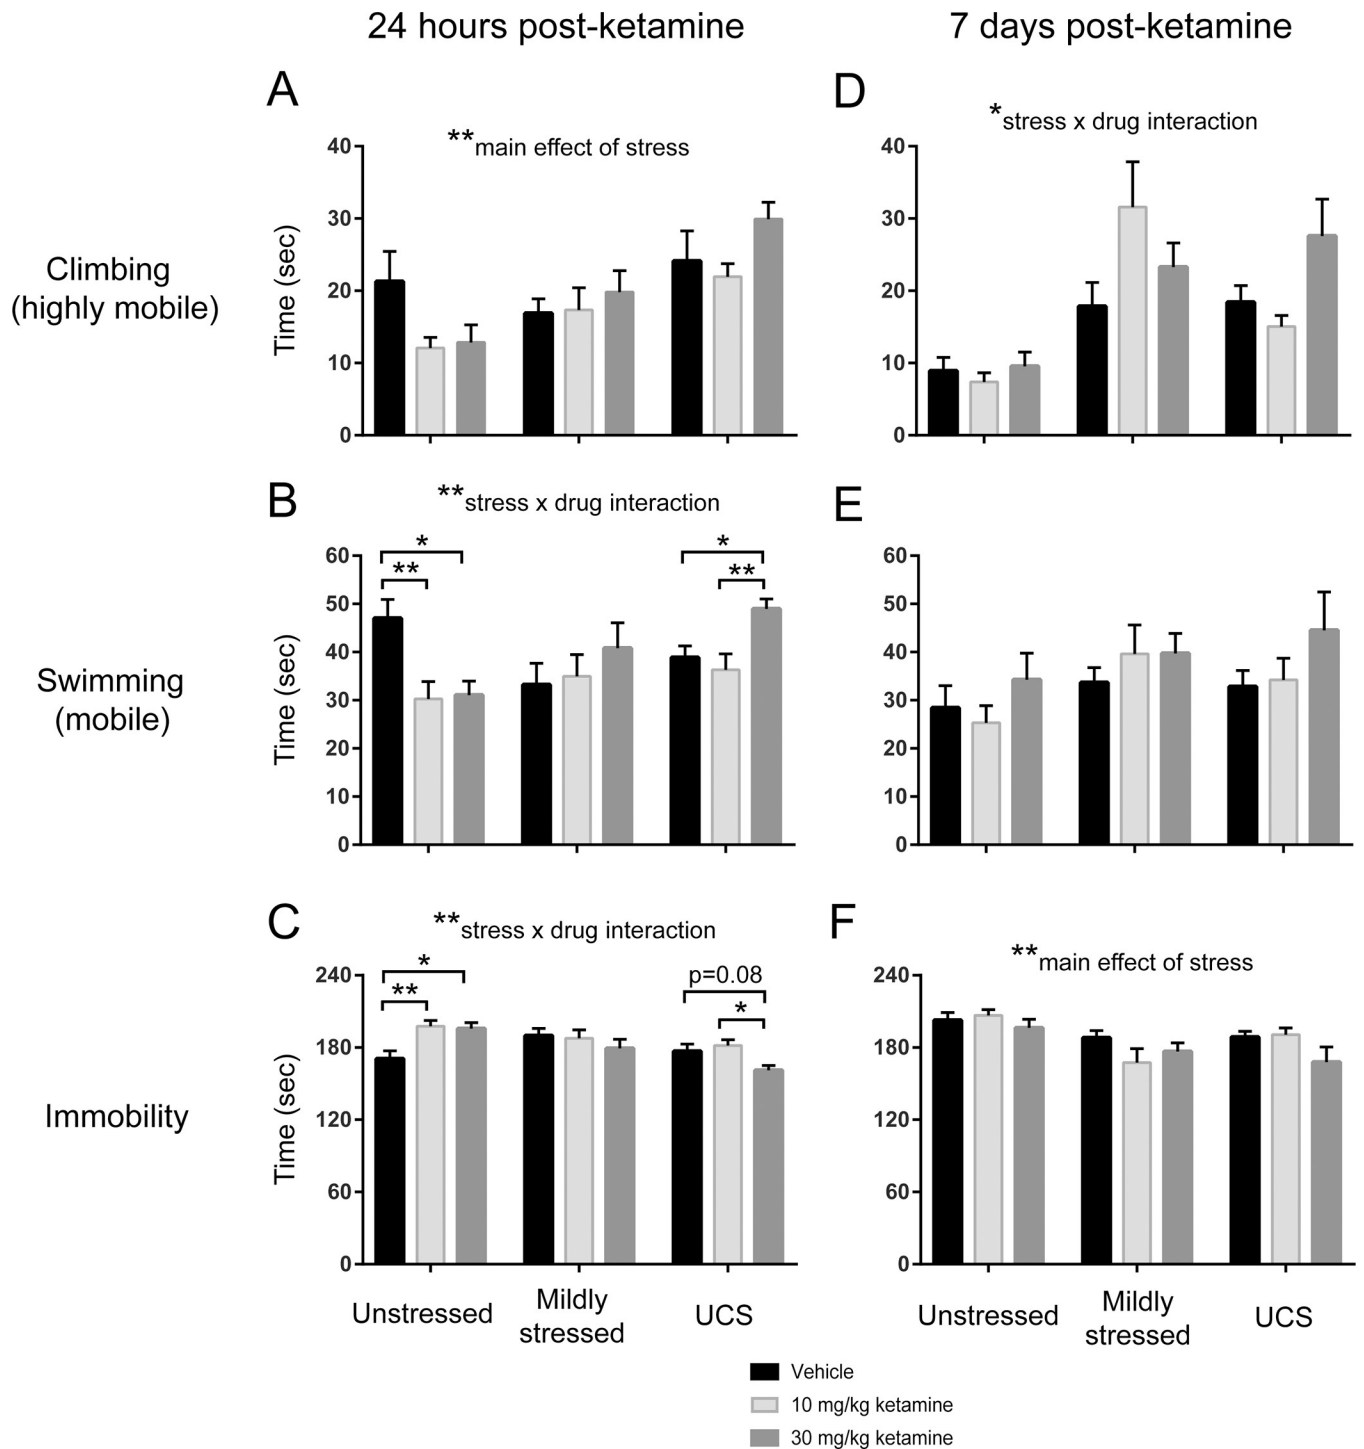 24 hours post-ketamine
7 days post-ketamine
A
**main effect of stress
Climbing
(highly mobile)
Time (sec)
40
30
20
10
0
D
*stress x drug interaction
40
30
20
10
0
B
**stress x drug interaction
Swimming
(mobile)
Time (sec)
60
50
40
30
20
10
0
*
**
*
**
E
60
50
40
30
20
10
0
C
**stress x drug interaction
Immobility
Time (sec)
240
180
120
60
0
*
**
p=0.08
*
Unstressed
Mildly
stressed
UCS
F
**main effect of stress
240
180
120
60
0
Unstressed
Mildly
stressed
UCS
Vehicle
10 mg/kg ketamine
30 mg/kg ketamine